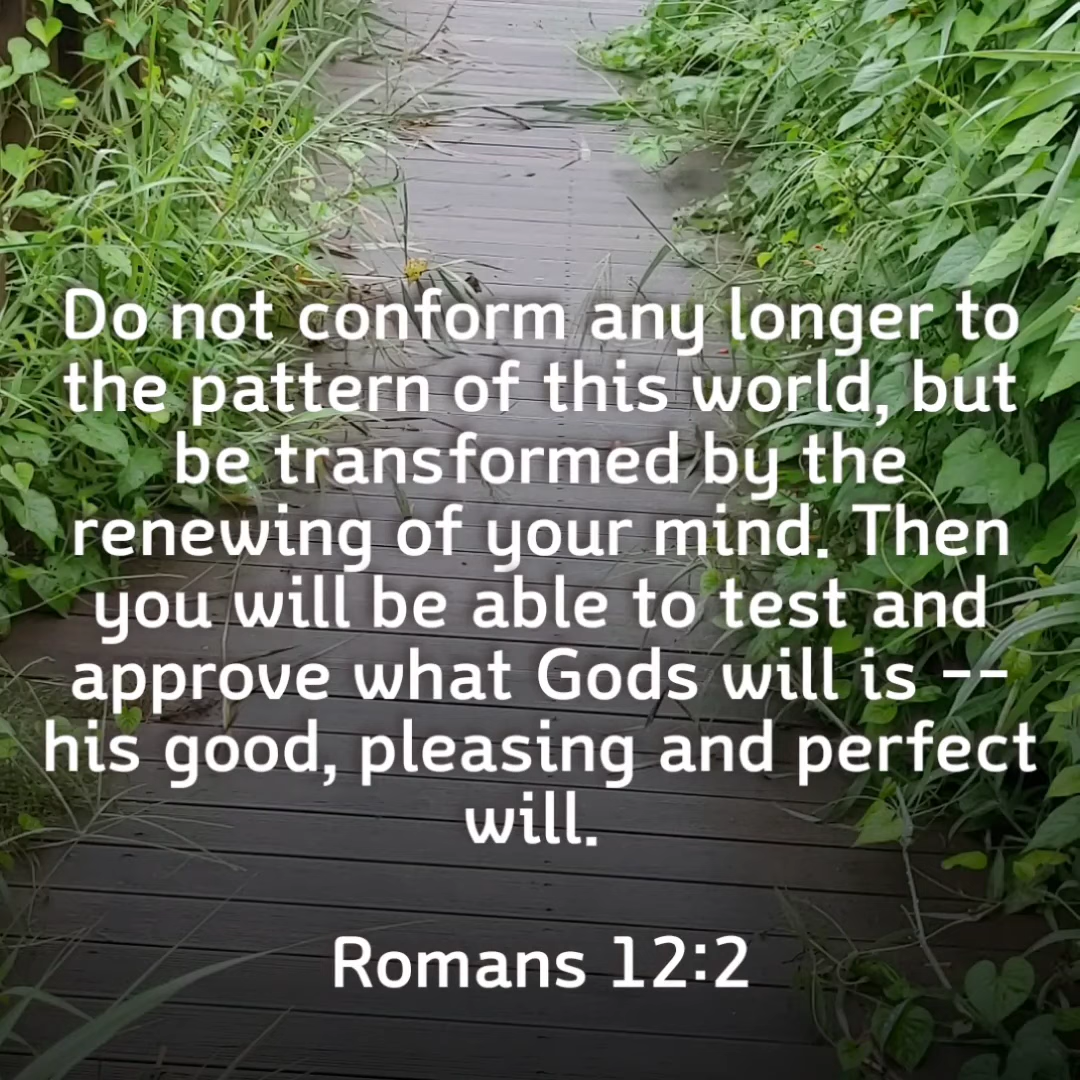 Do not conform any longer to
the pattern of this world, but
be transformed by the
renewing of your mind. Then
you will be able to test and
approve what Gods will is --
his good, pleasing and perfect
will.
Romans 12:2